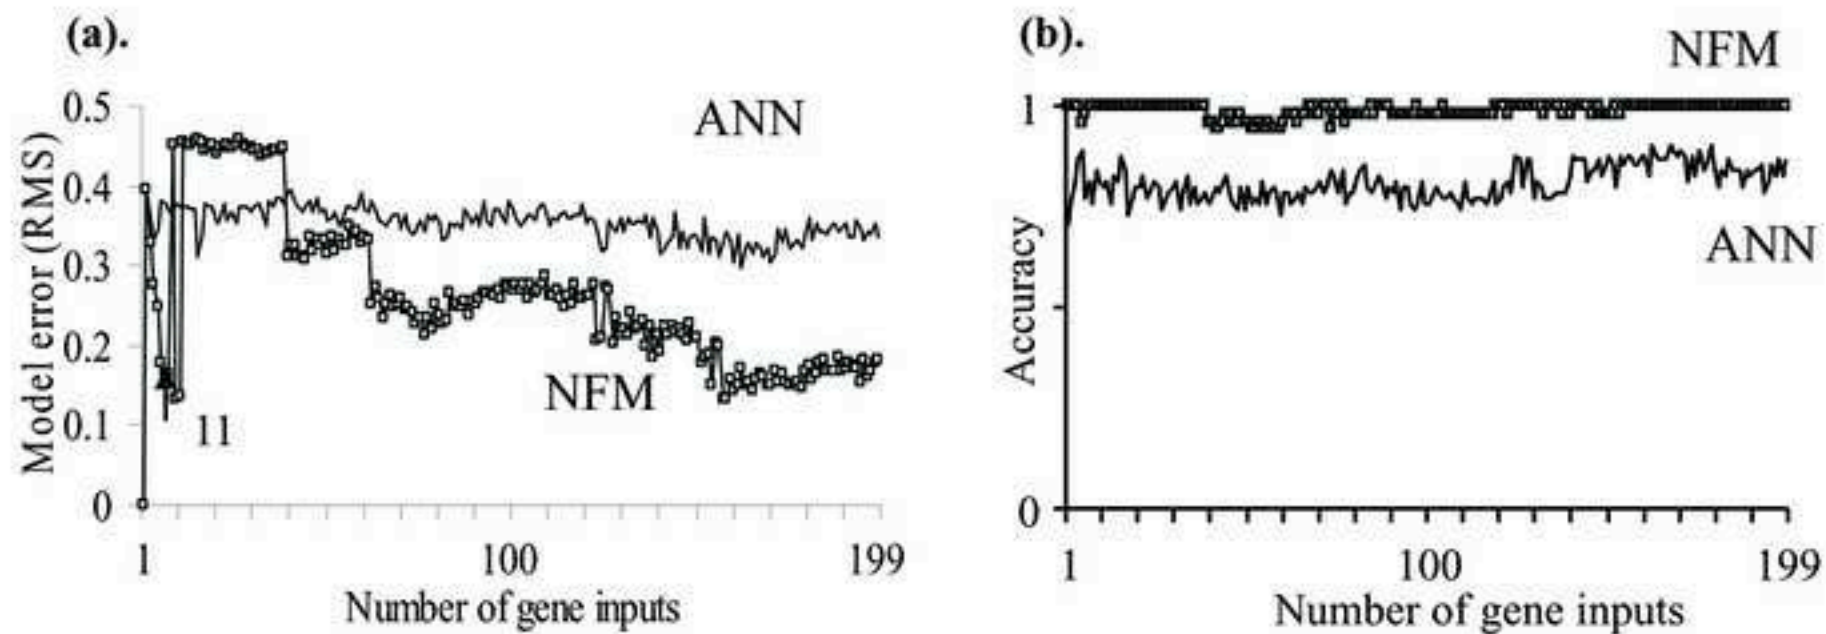 (a).
0.5
0.4
0.3
0.2
0.1
0
Model error (RMS)
ANN
NFM
11
1 100 199
Number of gene inputs
(b).
NFM
1
0
Accuracy
ANN
1 100 199
Number of gene inputs